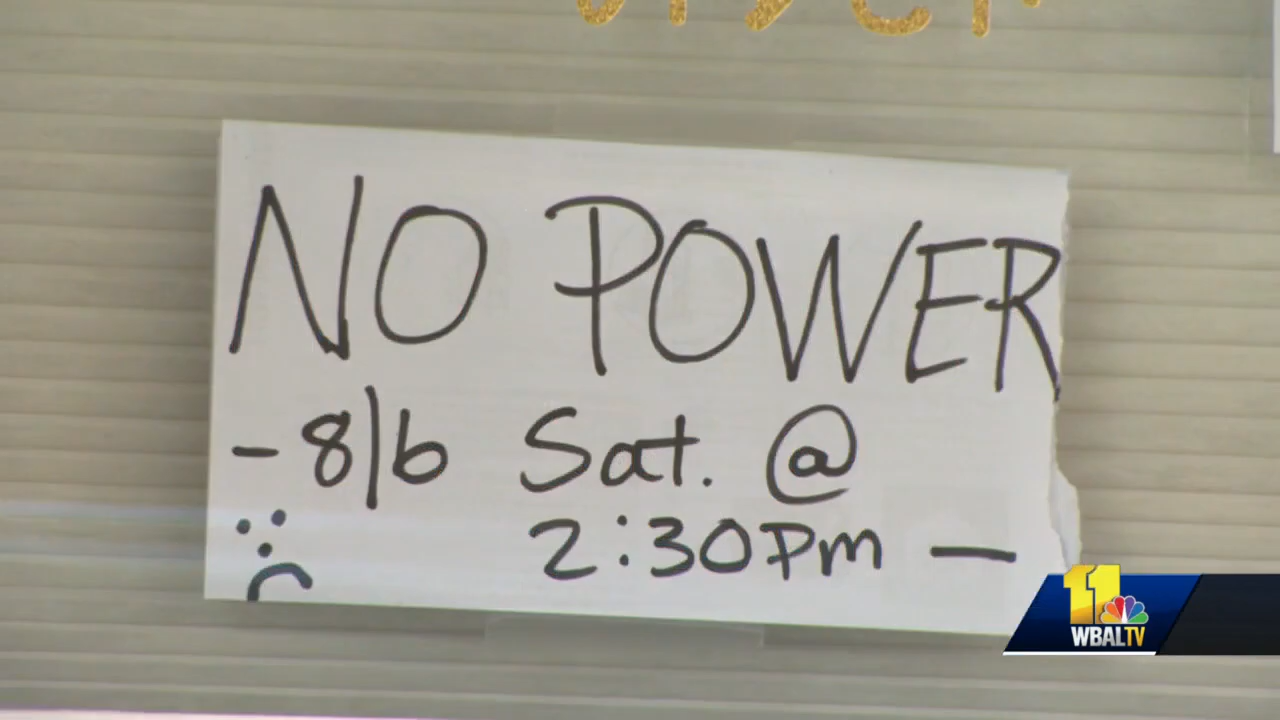 NO POWER
- 8/6 Sat. @
2:30pm —
11
WBALTV